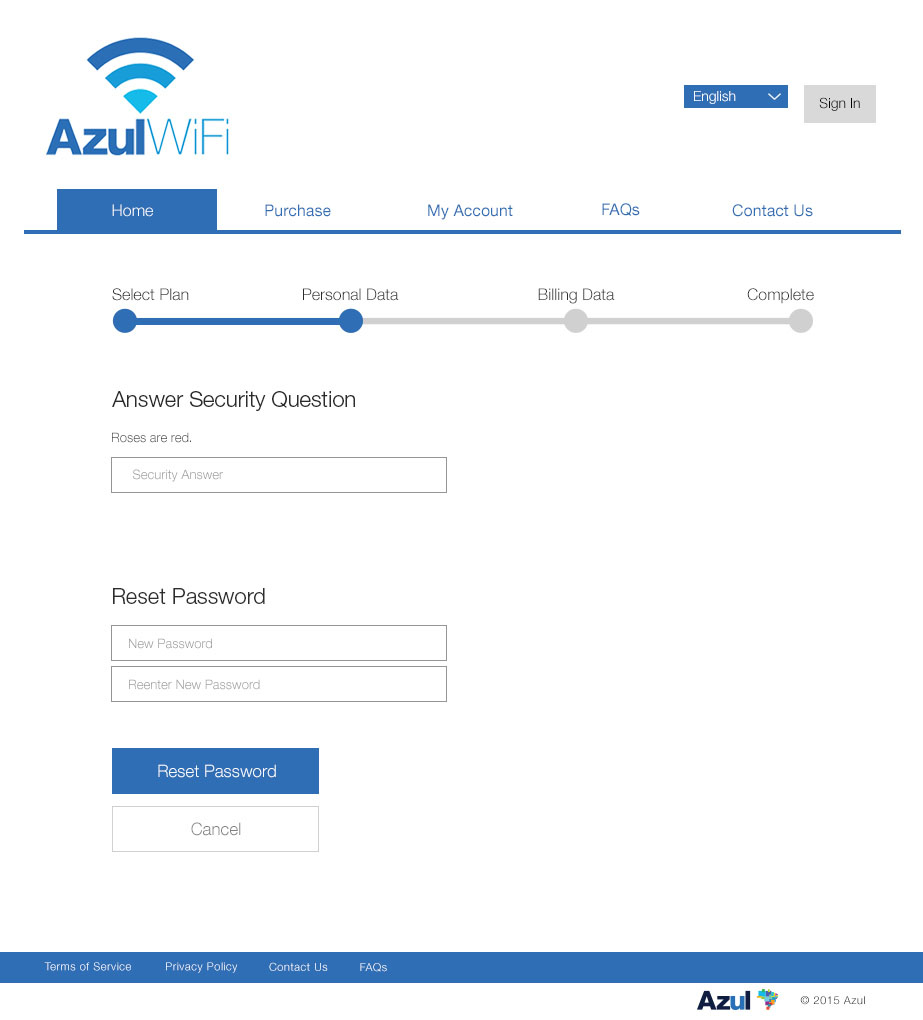 AzulWiFi
English
Sign In
Home
Purchase
My Account
FAQs
Contact Us
Select Plan
Personal Data
Billing Data
Complete
Answer Security Question
Roses are red.
Security Answer
Reset Password
New Password
Reenter New Password
Reset Password
Cancel
Terms of Service
Privacy Policy
Contact Us
FAQs
Azul
© 2015 Azul